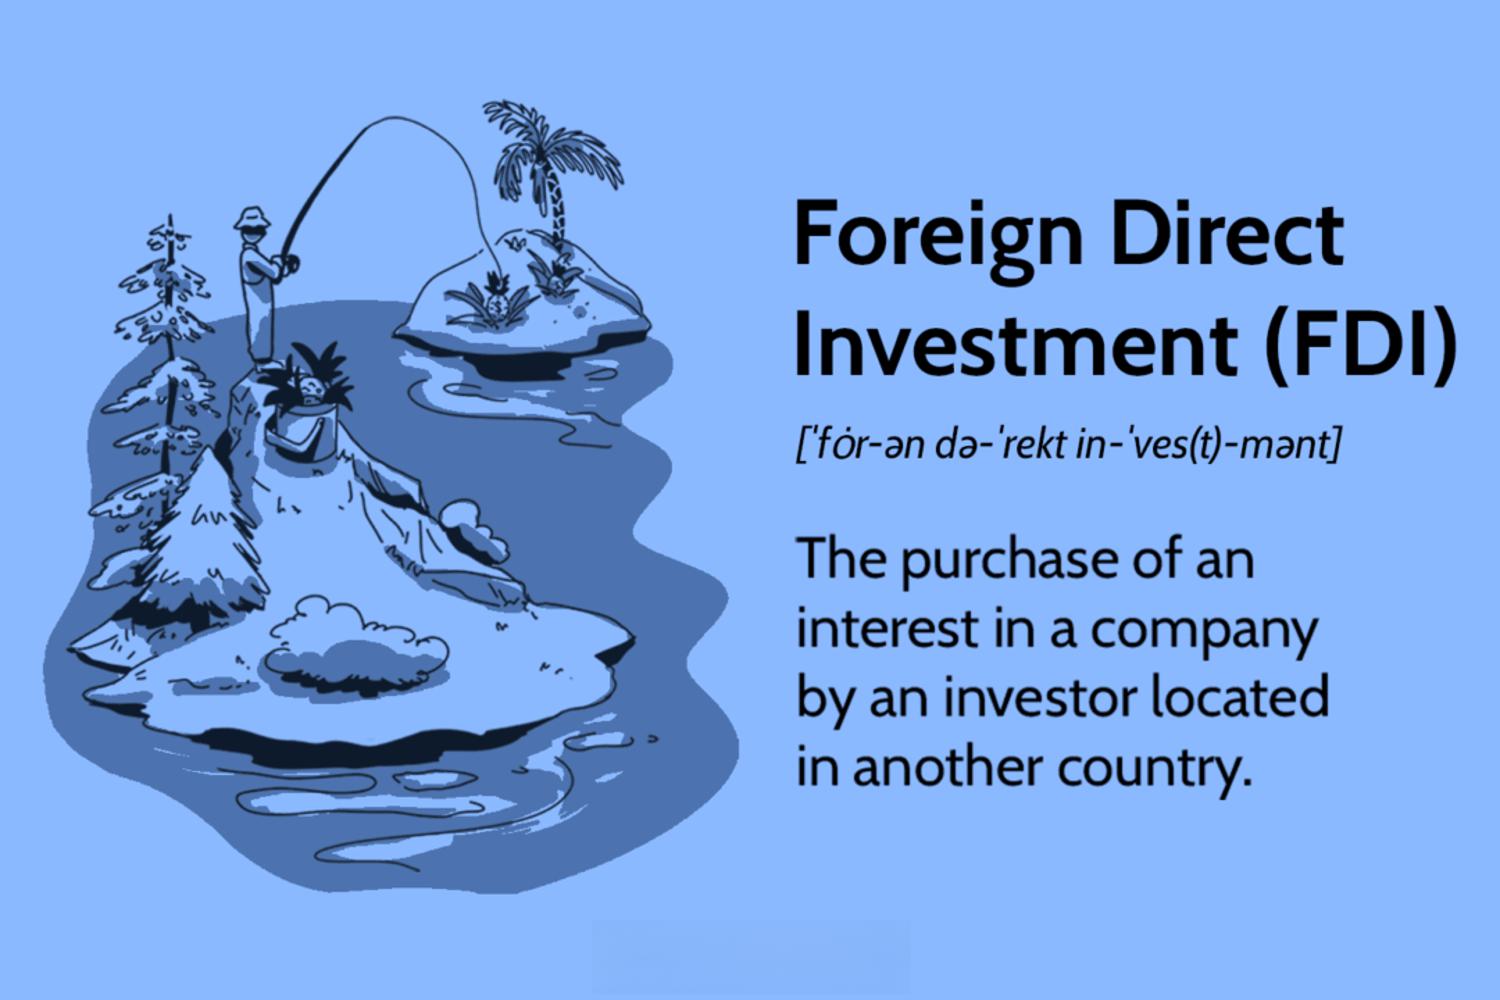 Foreign Direct
Investment (FDI)
[ˈfȯr-ən də-ˈrekt in-ˈves(t)-mənt]
The purchase of an
interest in a company
by an investor located
in another country.